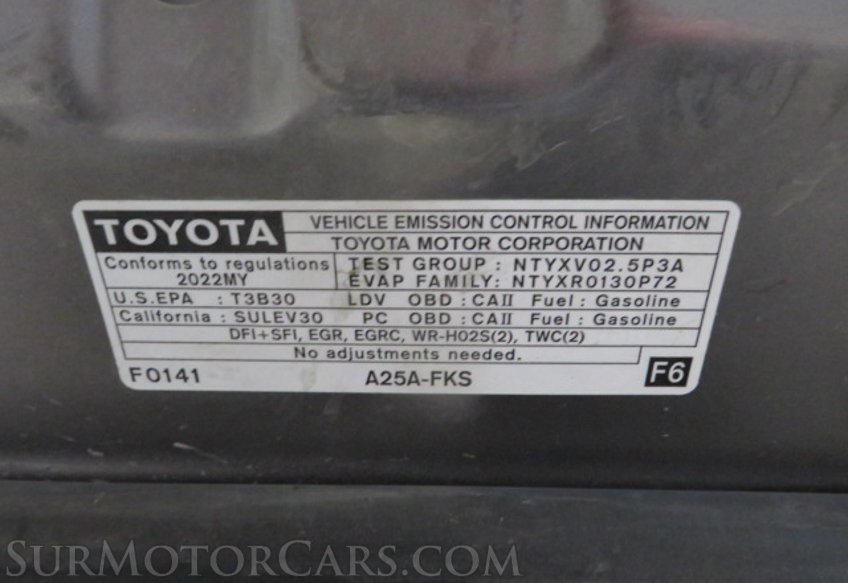 TOYOTA VEHICLE EMISSION CONTROL INFORMATION
TOYOTA MOTOR CORPORATION
Conforms to regulations TEST GROUP : NTYXV02.5P3A
2022MY EVAP FAMILY: NTYXR0130P72
U.S.EPA : T3B30 LDV OBD : CAII Fuel : Gasoline
California : SULEV30 PC OBD : CAII Fuel : Gasoline
DFI+SFI, EGR, EGRC, WR-HO2S(2), TWC(2)
No adjustments needed.
F0141 A25A-FKS F6
SURMOTORCARS.COM